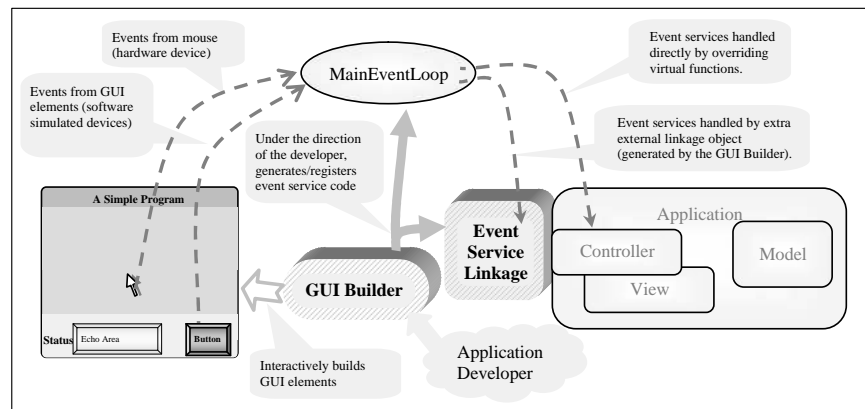 Events from mouse
(hardware device)
Events from GUI
elements (software
simulated devices)
MainEventLoop
Event services handled
directly by overriding
virtual functions.
Event services handled by extra
external linkage object
(generated by the GUI Builder).
Under the direction
of the developer,
generates/registers
event service code
A Simple Program
Status
Echo Area
Button
GUI Builder
Event
Service
Linkage
Application
Controller
View
Model
Interactively builds
GUI elements
Application
Developer